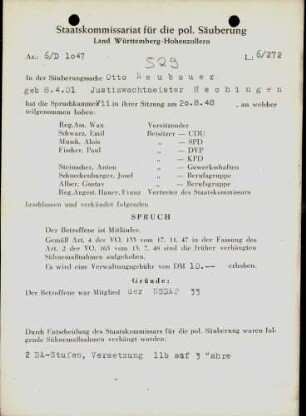 Staatskommissariat für die pol. Säuberung
Land Württemberg-Hohenzollern
Az.: 6/D 1o47
L: 6/272
529
In der Säuberungssache Otto Neubauer
geb 8.4.01 Justizwachtmeister Hechingen
hat die Spruchkammer VII in ihrer Sitzung am 20.8.48, an welcher
teilgenommen haben:
Reg.Ass. Wax Vorsitzender
Schwarz, Emil Beisitzer — CDU
Munch, Alois „ — SPD
Fischer, Paul „ — DVP
„ — KPD
Steinacher, Anton „ — Gewerkschaften
Schneckenburger, Josef „ — Berufsgruppe
Alber, Gustav „ — Berufsgruppe
Reg.Angest. Hauer, Franz Vertreter des Staatskommissars
beschlossen und verkündet folgenden
SPRUCH
Der Betroffene ist Mitläufer.
Gemäß Art. 4 der VO. 133 vom 17. 11. 47 in der Fassung des
Art. 2 der VO. 165 vom 13. 7. 48 sind die früher verhängten
Sühnemaßnahmen aufgehoben.
Es wird eine Verwaltungsgebühr von DM 10.-- erhoben.
Gründe:
Der Betroffene war Mitglied der NSDAP 33
Durch Entscheidung des Staatskommissars für die pol. Säuberung waren fol-
gende Sühnemaßnahmen verhängt worden:
2 DA-Stufen, Versetzung 11b auf 3 Jahre